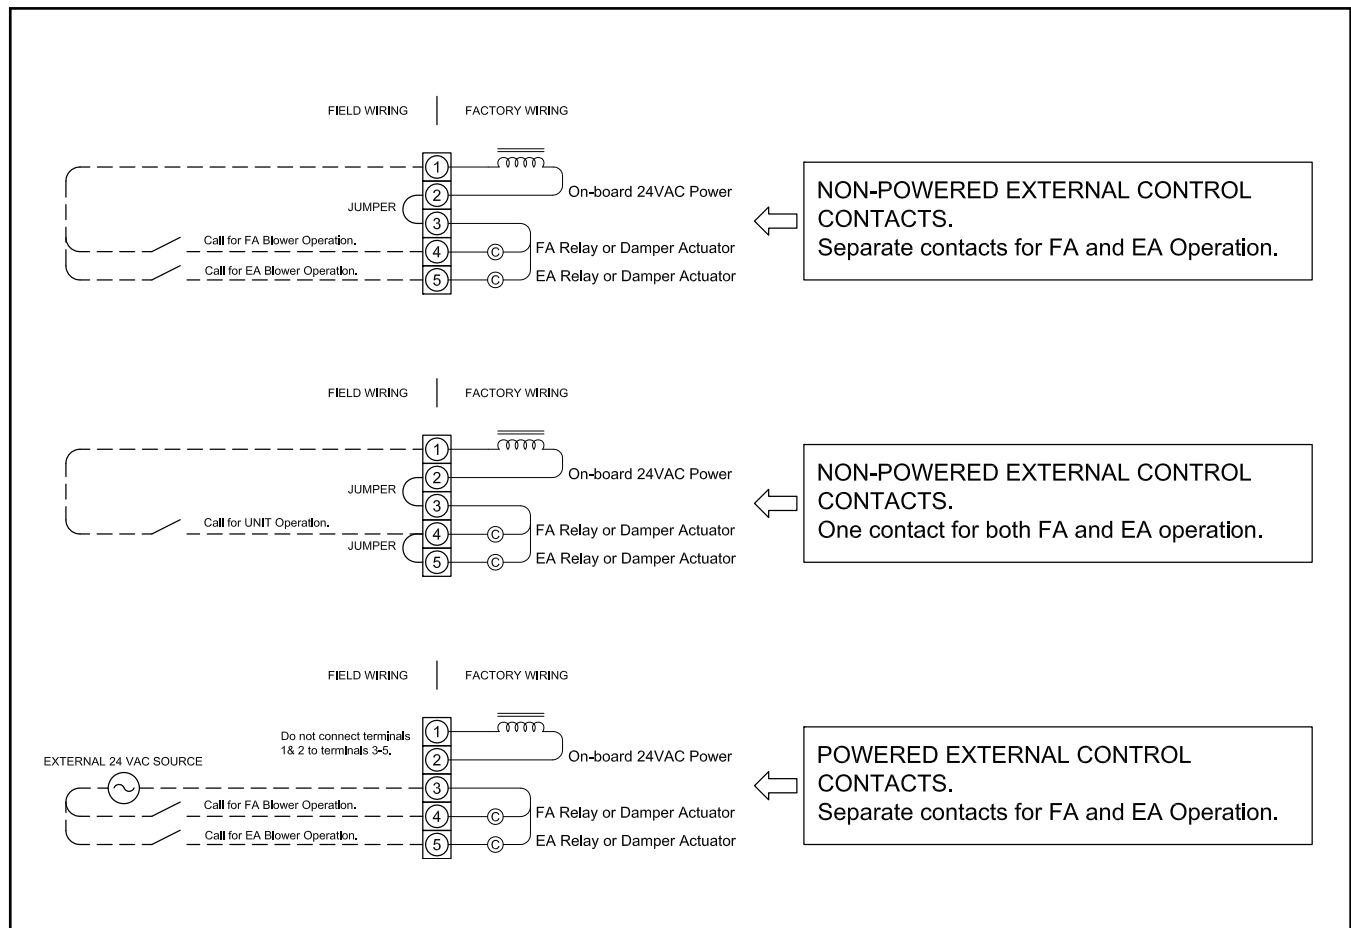 FIELD WIRING FACTORY WIRING
1
2
On-board 24VAC Power
JUMPER
3
Call for FA Blower Operation.
4
C
FA Relay or Damper Actuator
Call for EA Blower Operation.
5
C
EA Relay or Damper Actuator
NON-POWERED EXTERNAL CONTROL
CONTACTS.
Separate contacts for FA and EA Operation.
FIELD WIRING FACTORY WIRING
1
2
On-board 24VAC Power
JUMPER
3
Call for UNIT Operation.
4
C
FA Relay or Damper Actuator
JUMPER
5
C
EA Relay or Damper Actuator
NON-POWERED EXTERNAL CONTROL
CONTACTS.
One contact for both FA and EA operation.
FIELD WIRING FACTORY WIRING
Do not connect terminals
1& 2 to terminals 3-5.
1
2
On-board 24VAC Power
EXTERNAL 24 VAC SOURCE
3
Call for FA Blower Operation.
4
C
FA Relay or Damper Actuator
Call for EA Blower Operation.
5
C
EA Relay or Damper Actuator
POWERED EXTERNAL CONTROL
CONTACTS.
Separate contacts for FA and EA Operation.